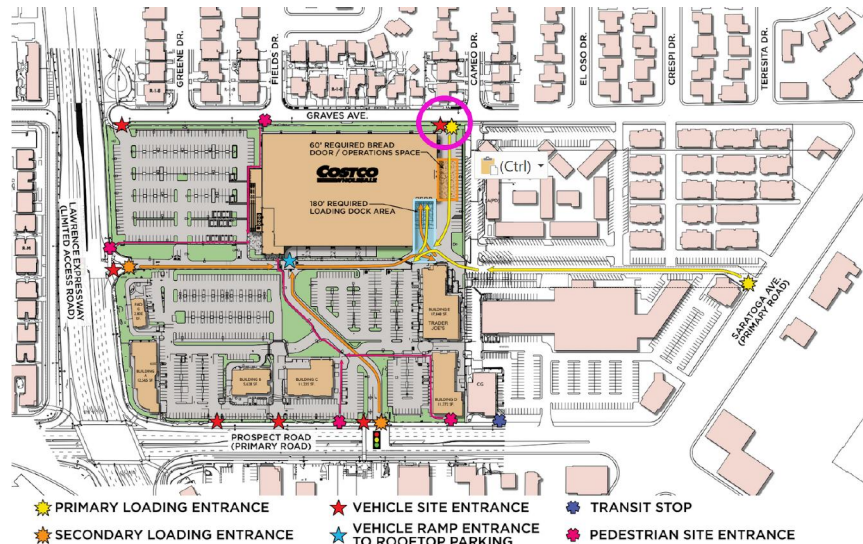 GREENE DR.
FIELDS DR.
CAMEO DR.
EL OSO DR.
CRESPI DR.
TERESITA DR.
GRAVES AVE.
60' REQUIRED BREAD
DOOR / OPERATIONS SPACE
(Ctrl)
COSTCO
WHOLESALE
180' REQUIRED
LOADING DOCK AREA
LAWRENCE EXPRESSWAY
(LIMITED ACCESS ROAD)
SARATOGA AVE.
(PRIMARY ROAD)
TRADER
JOE'S
BUILDING A
BUILDING B
BUILDING C
BUILDING D
PROSPECT ROAD
(PRIMARY ROAD)
PRIMARY LOADING ENTRANCE
VEHICLE SITE ENTRANCE
TRANSIT STOP
SECONDARY LOADING ENTRANCE
VEHICLE RAMP ENTRANCE
TO ROOFTOP PARKING
PEDESTRIAN SITE ENTRANCE